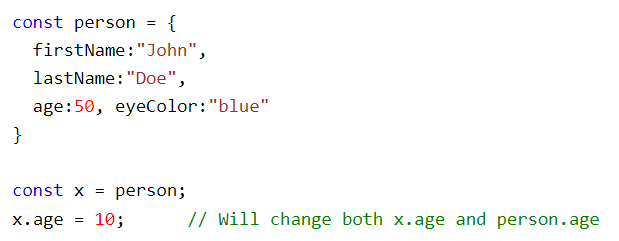 const person = {
  firstName:"John",
  lastName:"Doe",
  age:50, eyeColor:"blue"
}

const x = person;
x.age = 10;      // Will change both x.age and person.age